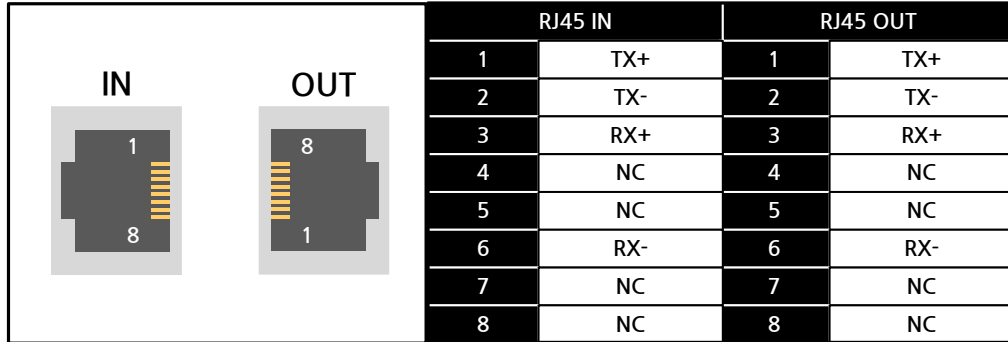 IN OUT
1 8
8 1
RJ45 IN RJ45 OUT
1 TX+ 1 TX+
2 TX- 2 TX-
3 RX+ 3 RX+
4 NC 4 NC
5 NC 5 NC
6 RX- 6 RX-
7 NC 7 NC
8 NC 8 NC